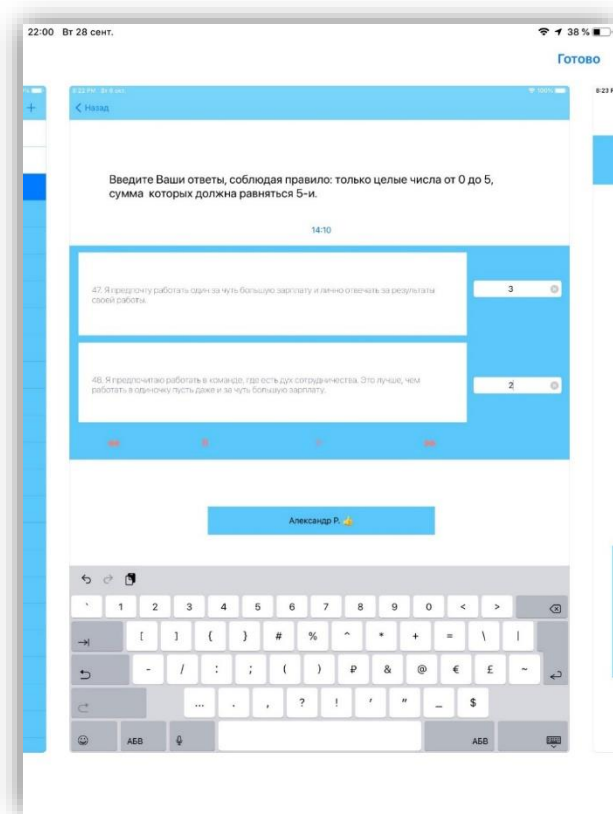 22:00 Вт 28 сент.
38 %
Готово
100%
8:23 P
+
Назад
Введите Ваши ответы, соблюдая правило: только целые числа от 0 до 5,
сумма которых должна равняться 5-и.
14:10
47. Я предпочту работать один за чуть большую зарплату и лично отвечать за результаты
своей работы.
3
48. Я предпочитаю работать в команде, где есть дух сотрудничества. Это лучше, чем
работать в одиночку пусть даже и за чуть большую зарплату.
2
Александр Р. 👍
` 1 2 3 4 5 6 7 8 9 0 < >
[ ] { } # % ^ * + = \ |
- / : ; ( ) ₽ & @ € £ ~
... . , ? ! ' " _ $
АБВ АБВ